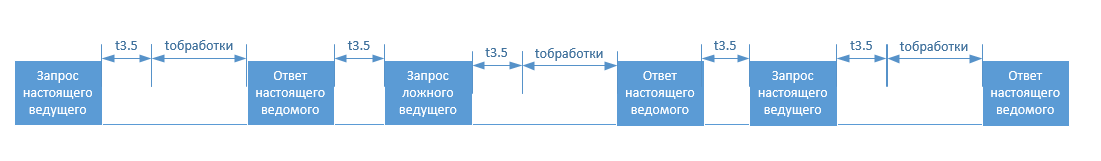 t3.5
tобработки
t3.5
t3.5
tобработки
t3.5
t3.5
tобработки
Запрос
настоящего
ведущего
Ответ
настоящего
ведомого
Запрос
ложного
ведущего
Ответ
настоящего
ведомого
Запрос
настоящего
ведущего
Ответ
настоящего
ведомого